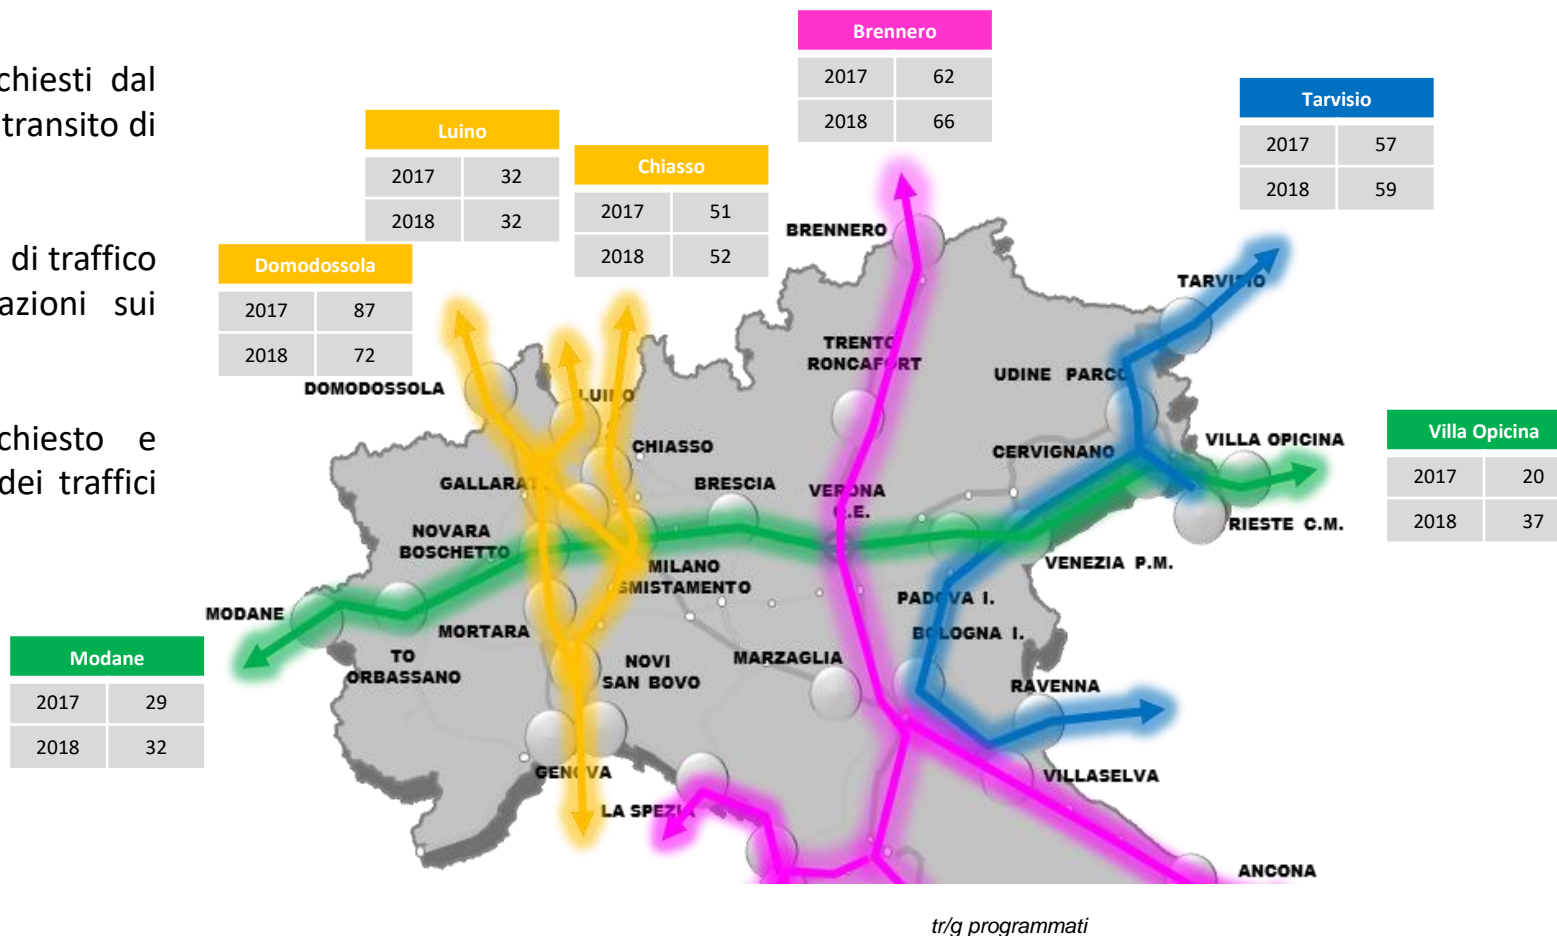 chiesti dal
transito di
di traffico
azioni sui
chiesto e
dei traffici
Brennero
2017 62
2018 66
Tarvisio
2017 57
2018 59
Luino
2017 32
2018 32
Chiasso
2017 51
2018 52
Domodossola
2017 87
2018 72
Villa Opicina
2017 20
2018 37
Modane
2017 29
2018 32
BRENNERO
TARVISIO
TRENTO
RONCAFORT
UDINE PARCO
DOMODOSSOLA
LUINO
CHIASSO
CERVIGNANO
VILLA OPICINA
GALLARAT
BRESCIA
VERONA
Q.E.
NOVARA
BOSCHETTO
RIESTE C.M.
MILANO
SMISTAMENTO
VENEZIA P.M.
MODANE
PADOVA I.
MORTARA
BOLOGNA I.
TO
ORBASSANO
NOVI
SAN BOVO
MARZAGLIA
RAVENNA
GENOVA
VILLASELVA
LA SPEZIA
ANCONA
tr/g programmati